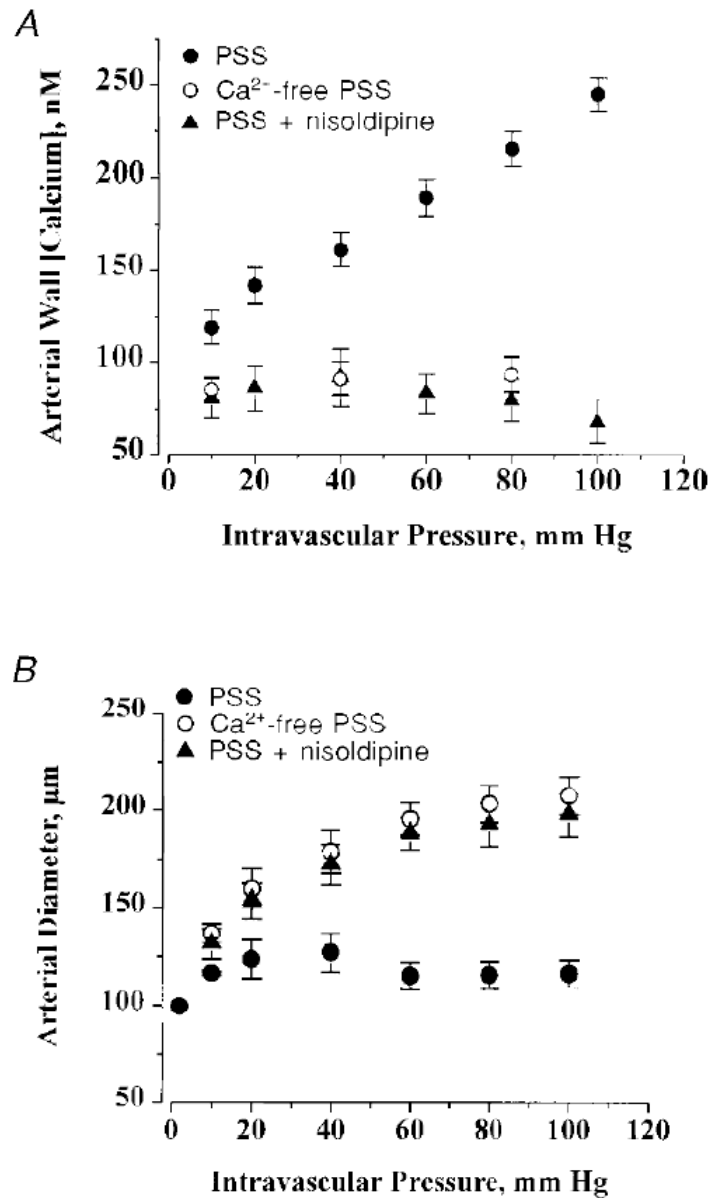 A
PSS
Ca²⁻-free PSS
PSS + nisoldipine
250
200
150
100
50
Arterial Wall [Calcium], nM
0 20 40 60 80 100 120
Intravascular Pressure, mm Hg
B
PSS
Ca²⁺-free PSS
PSS + nisoldipine
250
200
150
100
50
Arterial Diameter, µm
0 20 40 60 80 100 120
Intravascular Pressure, mm Hg